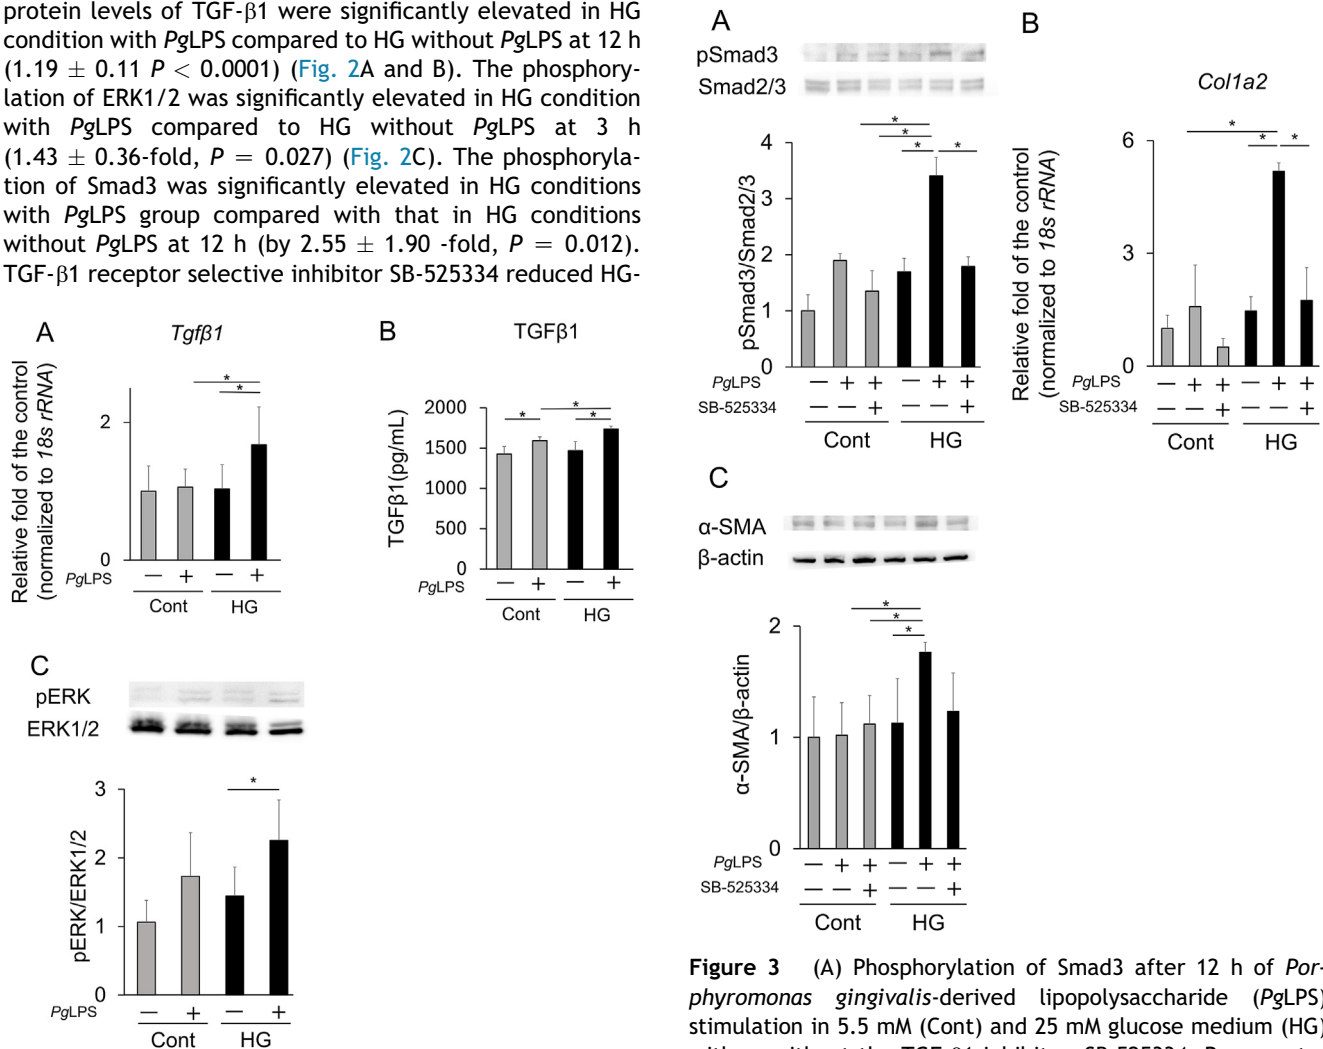 protein levels of TGF-β1 were significantly elevated in HG
condition with PgLPS compared to HG without PgLPS at 12 h
(1.19 ± 0.11 P < 0.0001) (Fig. 2A and B). The phosphory-
lation of ERK1/2 was significantly elevated in HG condition
with PgLPS compared to HG without PgLPS at 3 h
(1.43 ± 0.36-fold, P = 0.027) (Fig. 2C). The phosphoryla-
tion of Smad3 was significantly elevated in HG conditions
with PgLPS group compared with that in HG conditions
without PgLPS at 12 h (by 2.55 ± 1.90 -fold, P = 0.012).
TGF-β1 receptor selective inhibitor SB-525334 reduced HG-
A
Tgfβ1
Relative fold of the control
(normalized to 18s rRNA)
* 
*
2
0
PgLPS
— + — +
Cont HG
B
TGFβ1
TGFβ1(pg/mL)
2000
1500
1000
500
0
*
* *
PgLPS
— + — +
Cont HG
C
pERK
ERK1/2
pERK/ERK1/2
3
2
1
0
*
PgLPS — + — +
Cont HG
A
pSmad3
Smad2/3
pSmad3/Smad2/3
4
3
2
1
0
*
*
* *
PgLPS — + + — + +
SB-525334 — — + — — +
Cont HG
B
Col1a2
Relative fold of the control
(normalized to 18s rRNA)
6
3
0
*
* *
PgLPS — + + — + +
SB-525334 — — + — — +
Cont HG
C
α-SMA
β-actin
α-SMA/β-actin
2
1
0
*
*
*
PgLPS — + + — + +
SB-525334 — — + — — +
Cont HG
Figure 3 (A) Phosphorylation of Smad3 after 12 h of Por-
phyromonas gingivalis-derived lipopolysaccharide (PgLPS)
stimulation in 5.5 mM (Cont) and 25 mM glucose medium (HG)